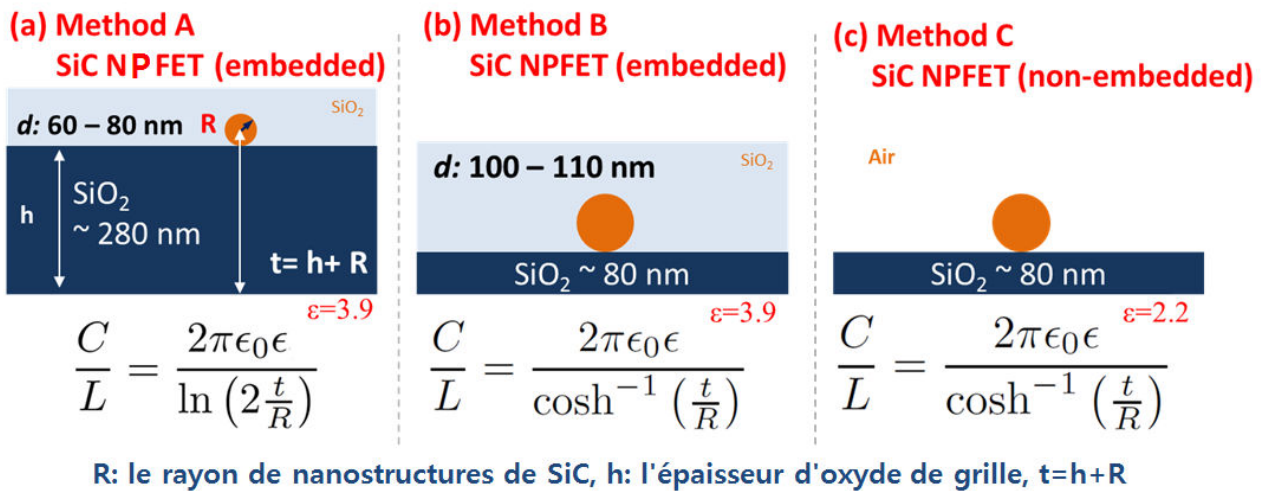 (a) Method A
SiC NPFET (embedded)
SiO₂
d: 60 – 80 nm R
h
SiO₂
~ 280 nm
t= h+ R
ε=3.9
C/L = 2πϵ₀ϵ / ln (2 t/R)
(b) Method B
SiC NPFET (embedded)
d: 100 – 110 nm
SiO₂
SiO₂ ~ 80 nm
ε=3.9
C/L = 2πϵ₀ϵ / cosh⁻¹ (t/R)
(c) Method C
SiC NPFET (non-embedded)
Air
SiO₂ ~ 80 nm
ε=2.2
C/L = 2πϵ₀ϵ / cosh⁻¹ (t/R)
R: le rayon de nanostructures de SiC, h: l'épaisseur d'oxyde de grille, t=h+R